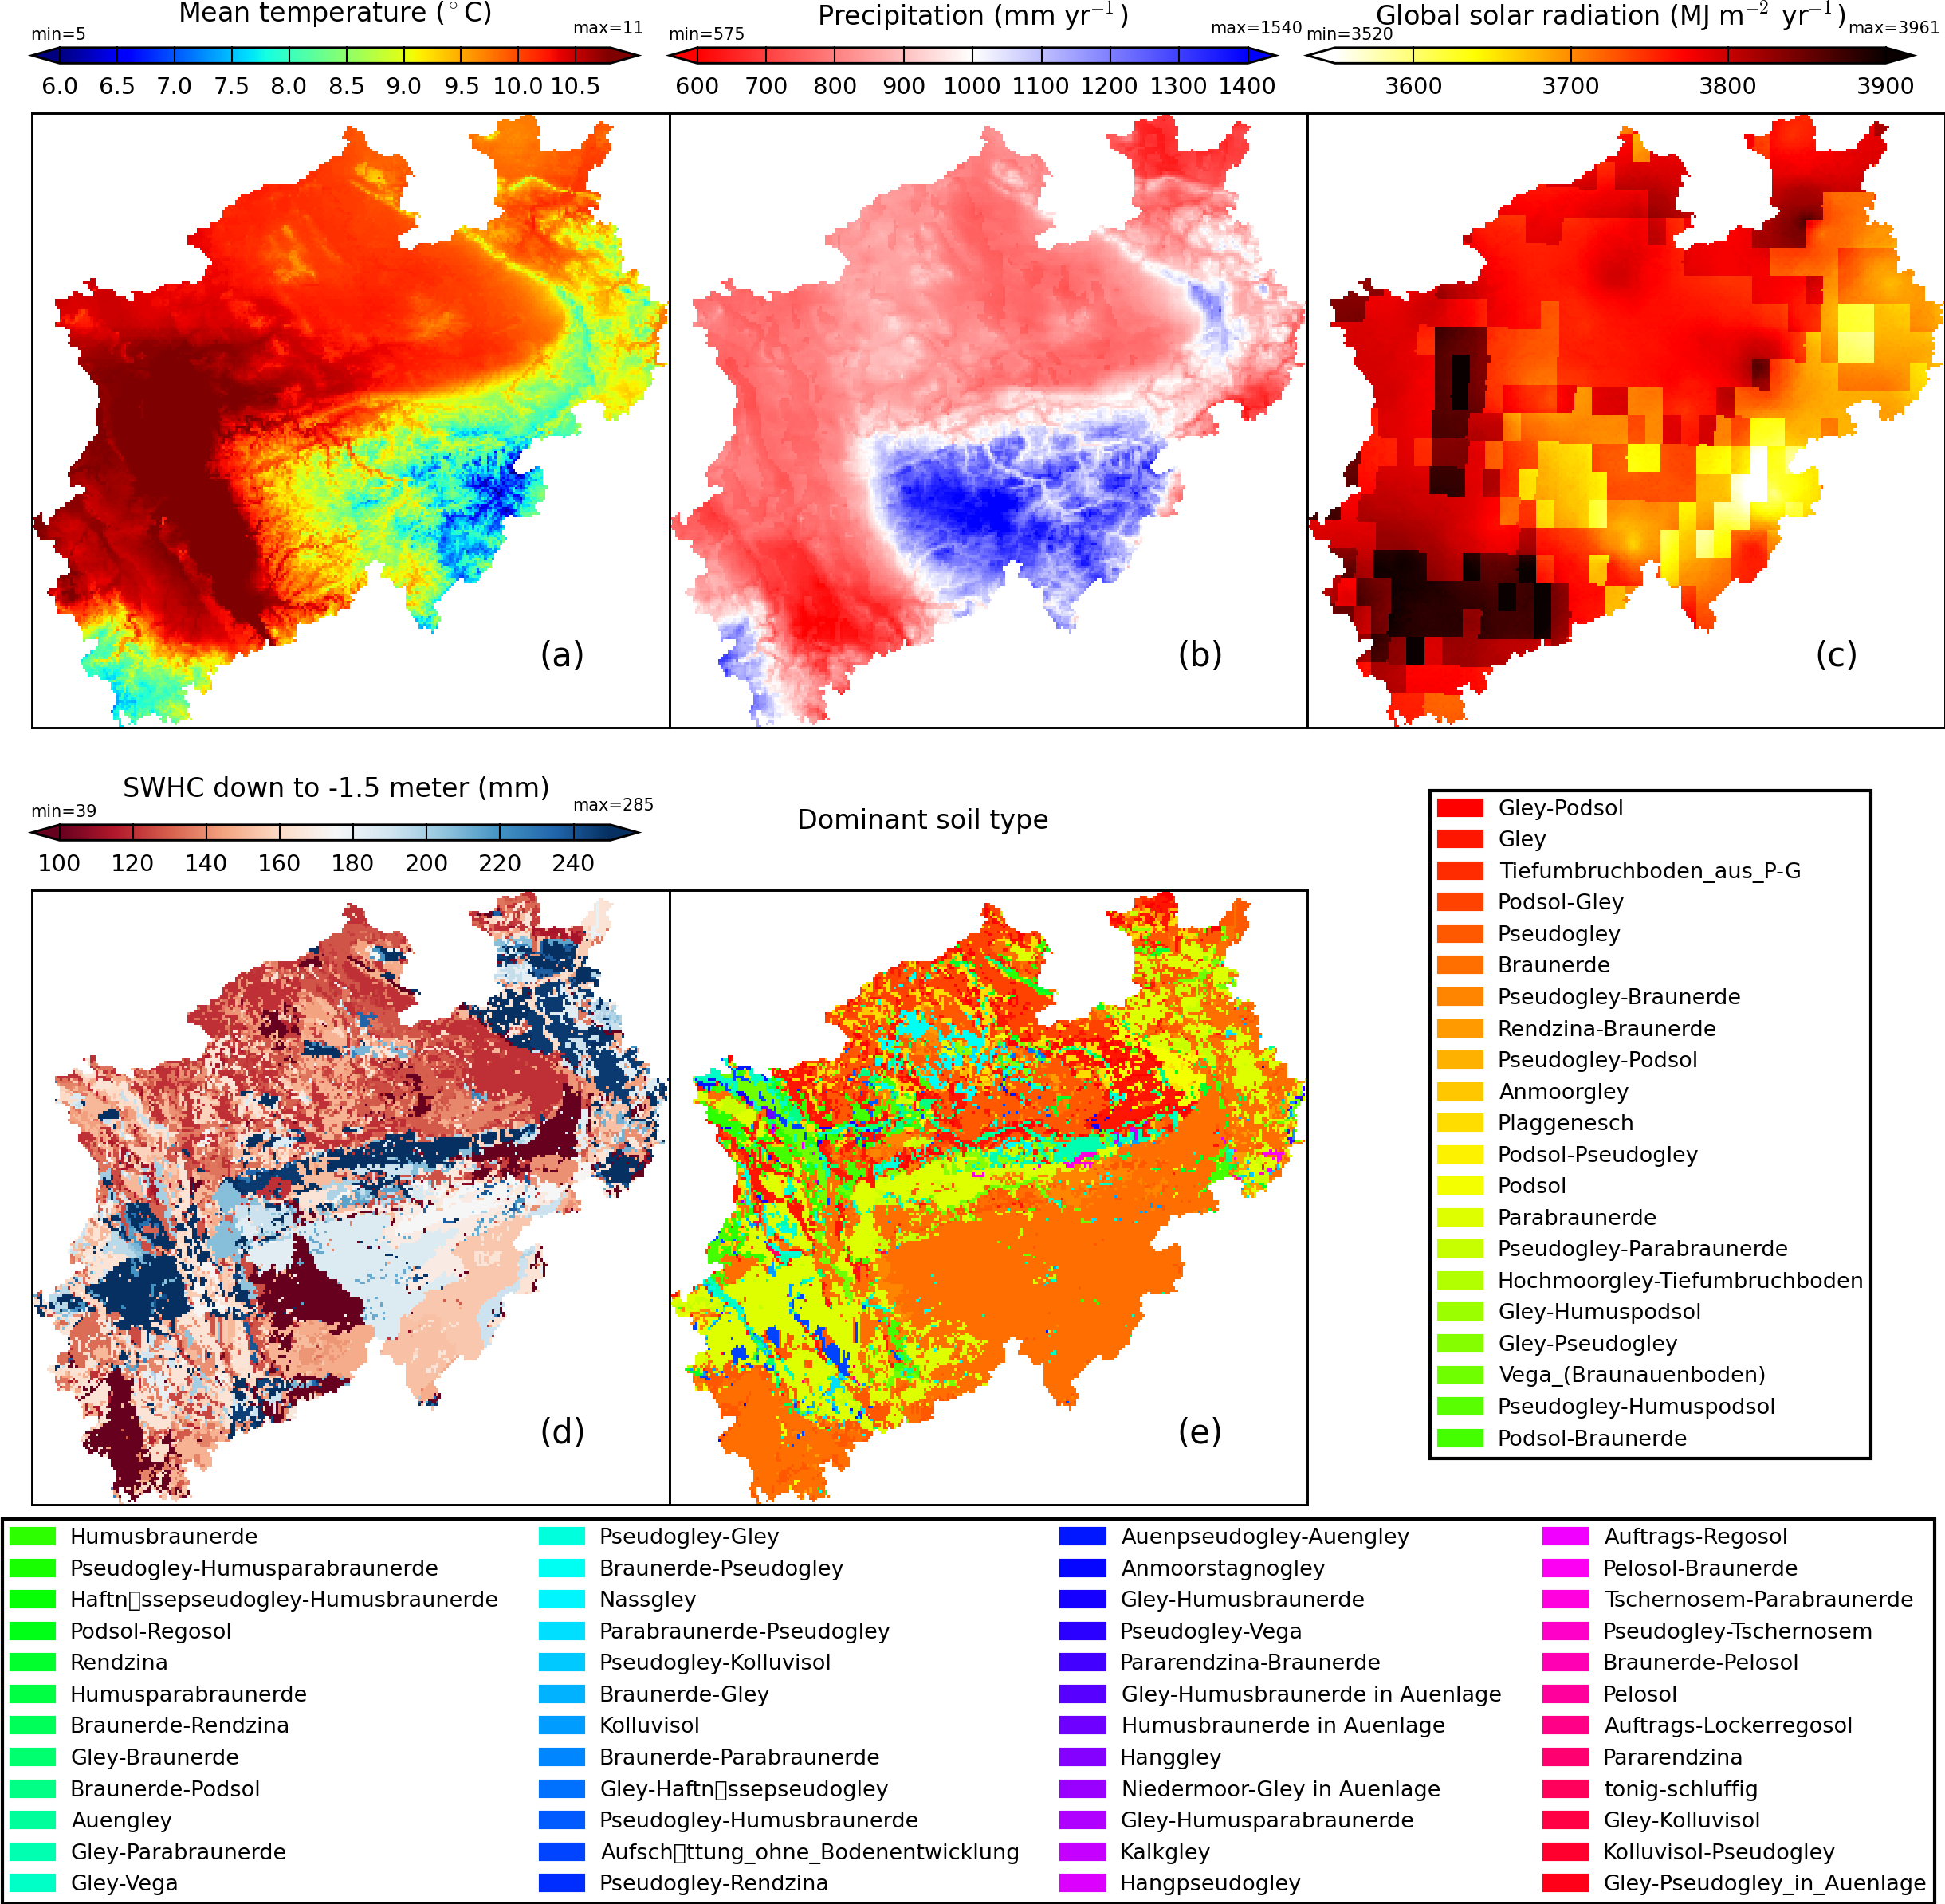 Mean temperature (°C)
min=5
max=11
6.0 6.5 7.0 7.5 8.0 8.5 9.0 9.5 10.0 10.5
Precipitation (mm yr⁻¹)
min=575
max=1540
600 700 800 900 1000 1100 1200 1300 1400
Global solar radiation (MJ m⁻² yr⁻¹)
min=3520
max=3961
3600 3700 3800 3900
(a)
(b)
(c)
SWHC down to -1.5 meter (mm)
min=39
max=285
100 120 140 160 180 200 220 240
Dominant soil type
(d)
(e)
Gley-Podsol
Gley
Tiefumbruchboden_aus_P-G
Podsol-Gley
Pseudogley
Braunerde
Pseudogley-Braunerde
Rendzina-Braunerde
Pseudogley-Podsol
Anmoorgley
Plaggenesch
Podsol-Pseudogley
Podsol
Parabraunerde
Pseudogley-Parabraunerde
Hochmoorgley-Tiefumbruchboden
Gley-Humuspodsol
Gley-Pseudogley
Vega_(Braunauenboden)
Pseudogley-Humuspodsol
Podsol-Braunerde
Humusbraunerde
Pseudogley-Humusparabraunerde
Haftn▯ssepseudogley-Humusbraunerde
Podsol-Regosol
Rendzina
Humusparabraunerde
Braunerde-Rendzina
Gley-Braunerde
Braunerde-Podsol
Auengley
Gley-Parabraunerde
Gley-Vega
Pseudogley-Gley
Braunerde-Pseudogley
Nassgley
Parabraunerde-Pseudogley
Pseudogley-Kolluvisol
Braunerde-Gley
Kolluvisol
Braunerde-Parabraunerde
Gley-Haftn▯ssepseudogley
Pseudogley-Humusbraunerde
Aufsch▯ttung_ohne_Bodenentwicklung
Pseudogley-Rendzina
Auenpseudogley-Auengley
Anmoorstagnogley
Gley-Humusbraunerde
Pseudogley-Vega
Pararendzina-Braunerde
Gley-Humusbraunerde in Auenlage
Humusbraunerde in Auenlage
Hanggley
Niedermoor-Gley in Auenlage
Gley-Humusparabraunerde
Kalkgley
Hangpseudogley
Auftrags-Regosol
Pelosol-Braunerde
Tschernosem-Parabraunerde
Pseudogley-Tschernosem
Braunerde-Pelosol
Pelosol
Auftrags-Lockerregosol
Pararendzina
tonig-schluffig
Gley-Kolluvisol
Kolluvisol-Pseudogley
Gley-Pseudogley_in_Auenlage